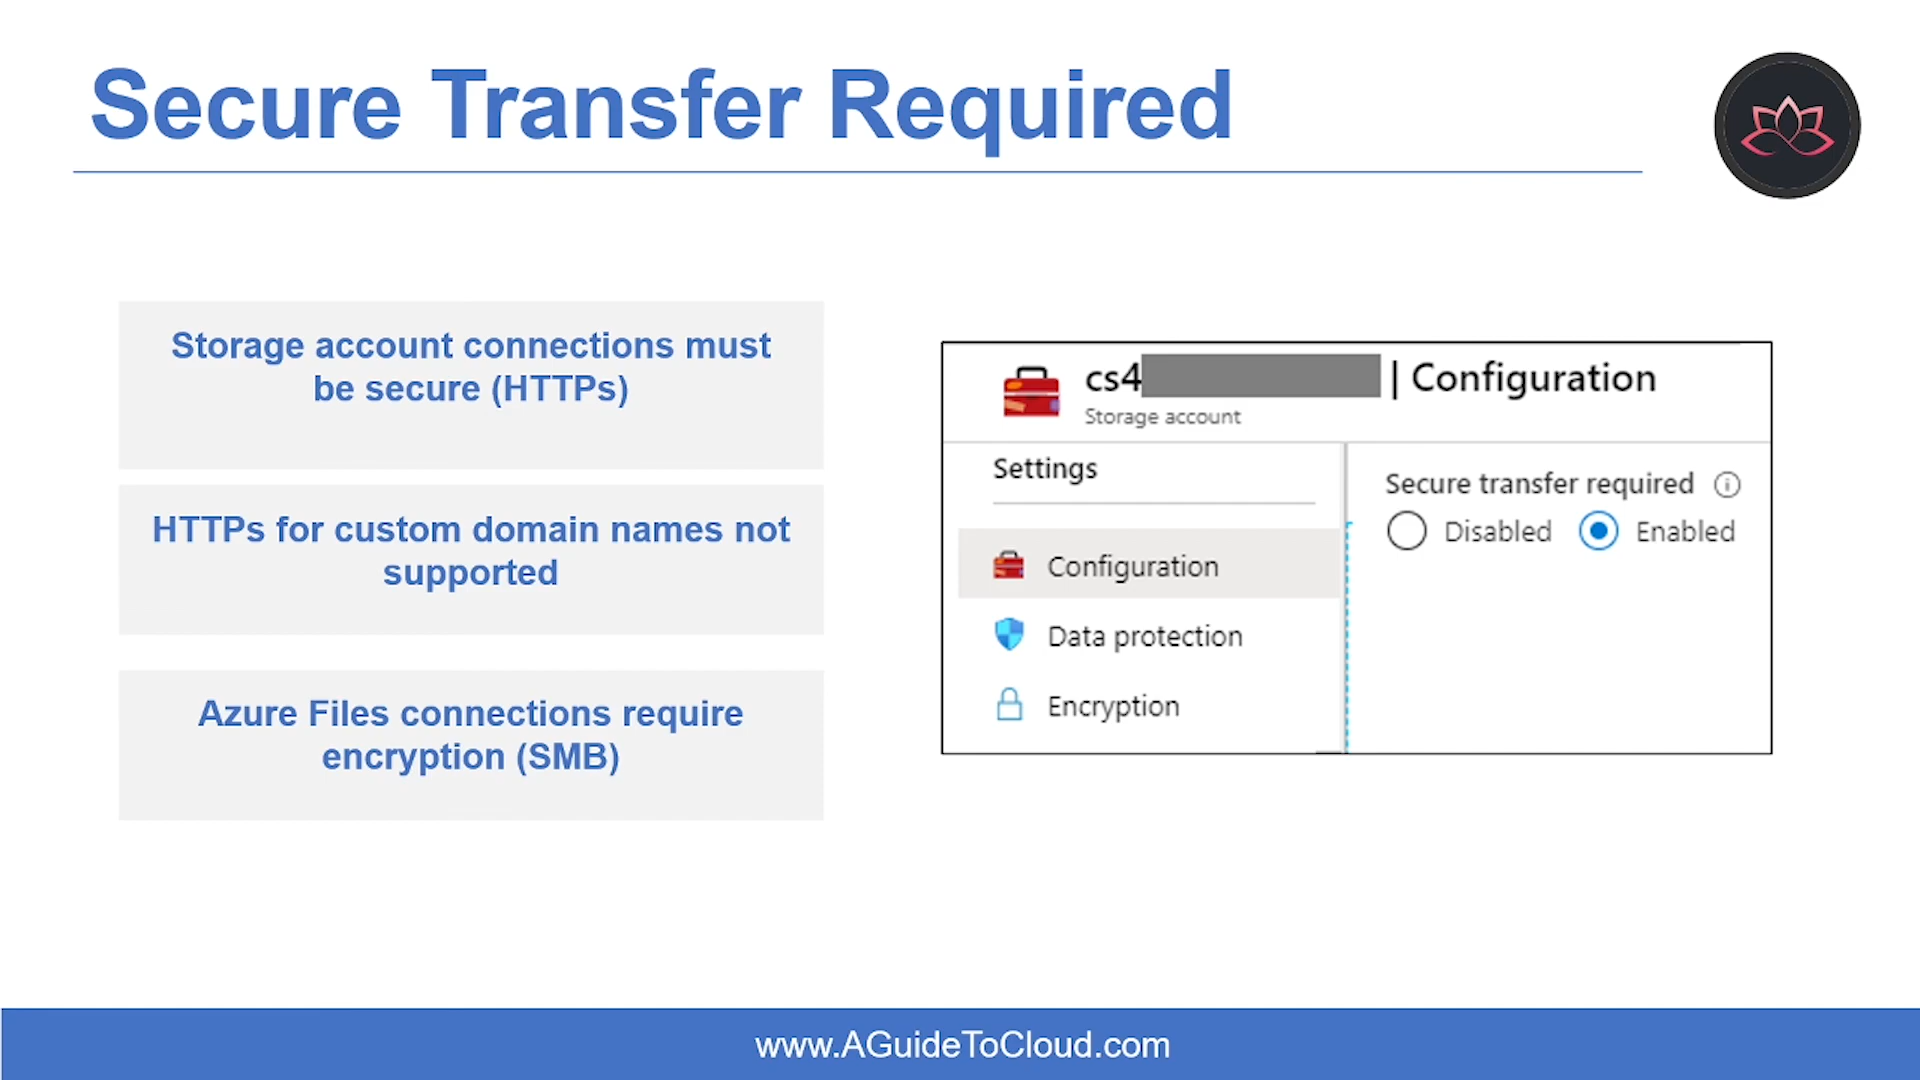 Secure Transfer Required
Storage account connections must
be secure (HTTPs)
HTTPs for custom domain names not
supported
Azure Files connections require
encryption (SMB)
cs4 | Configuration
Storage account
Settings
Configuration
Data protection
Encryption
Secure transfer required
Disabled Enabled
www.AGuideToCloud.com